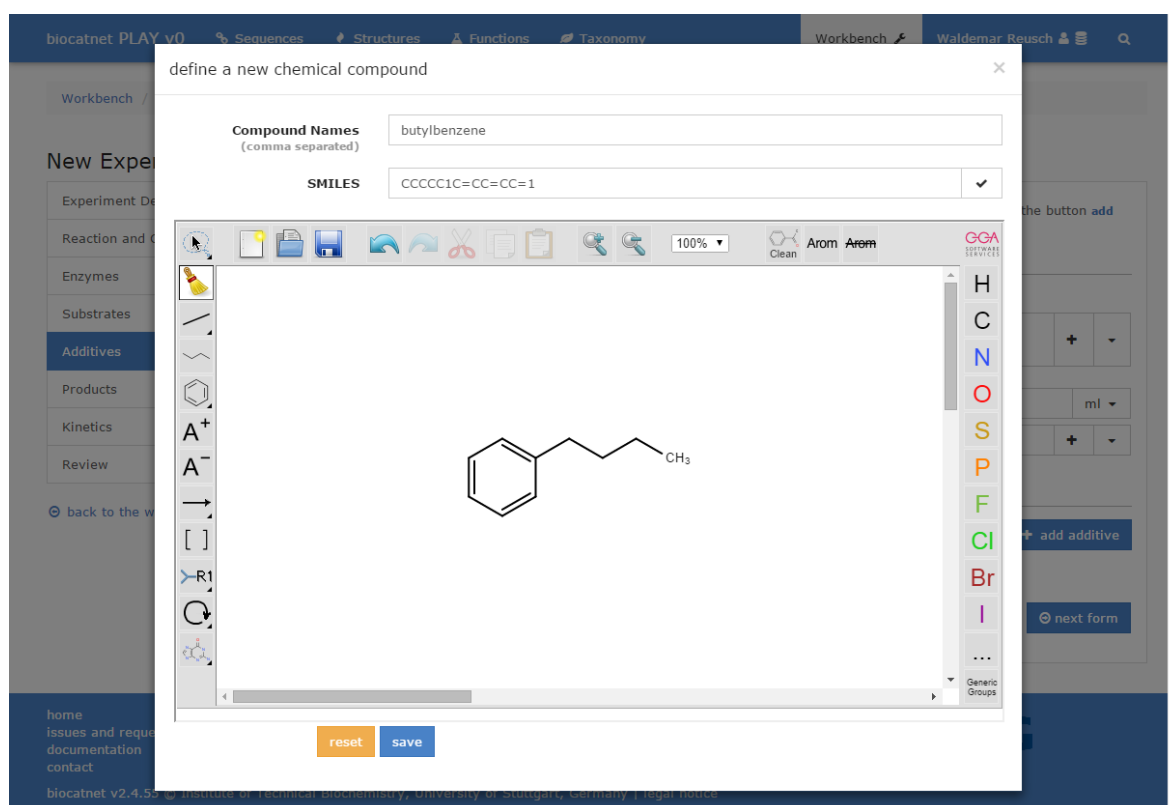 biocatnet PLAY v0 Sequences Structures Functions Taxonomy Workbench Waldemar Reusch
define a new chemical compound ×
Workbench /
Compound Names butylbenzene
(comma separated)
New Exper
SMILES CCCCC1C=CC=CC=1
Experiment De
the button add
Reaction and C
100% ▼ Clean Arom Arom GGA
SOFTWARE
SERVICES
Enzymes
H
Substrates
C
Additives
N
Products
O
ml
Kinetics
A+ S
Review
A- P
CH3
F
back to the w
[ ] Cl
+ add additive
R1 Br
I
next form
...
Generic
Groups
home
issues and reque
documentation
contact
reset save
biocatnet v2.4.55 © Institute of Technical Biochemistry, University of Stuttgart, Germany | legal notice